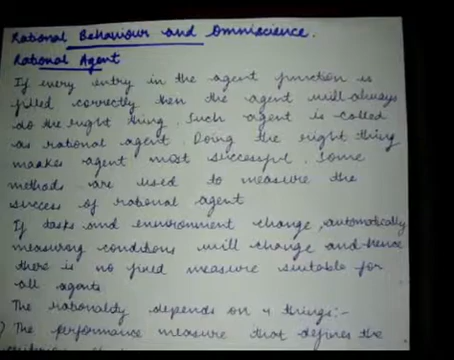 Rational Behaviour and Omniscience.
Rational Agent
If every entry in the agent function is
filled correctly then the agent will always
do the right thing. Such agent is called
as rational agent. Doing the right thing
makes agent most successful. Some
methods are used to measure the
success of rational agent
If tasks and environment change, automatically
measuring conditions will change and hence
there is no fixed measure suitable for
all agents
The rationality depends on 4 things:-
) The performance measure that defines the